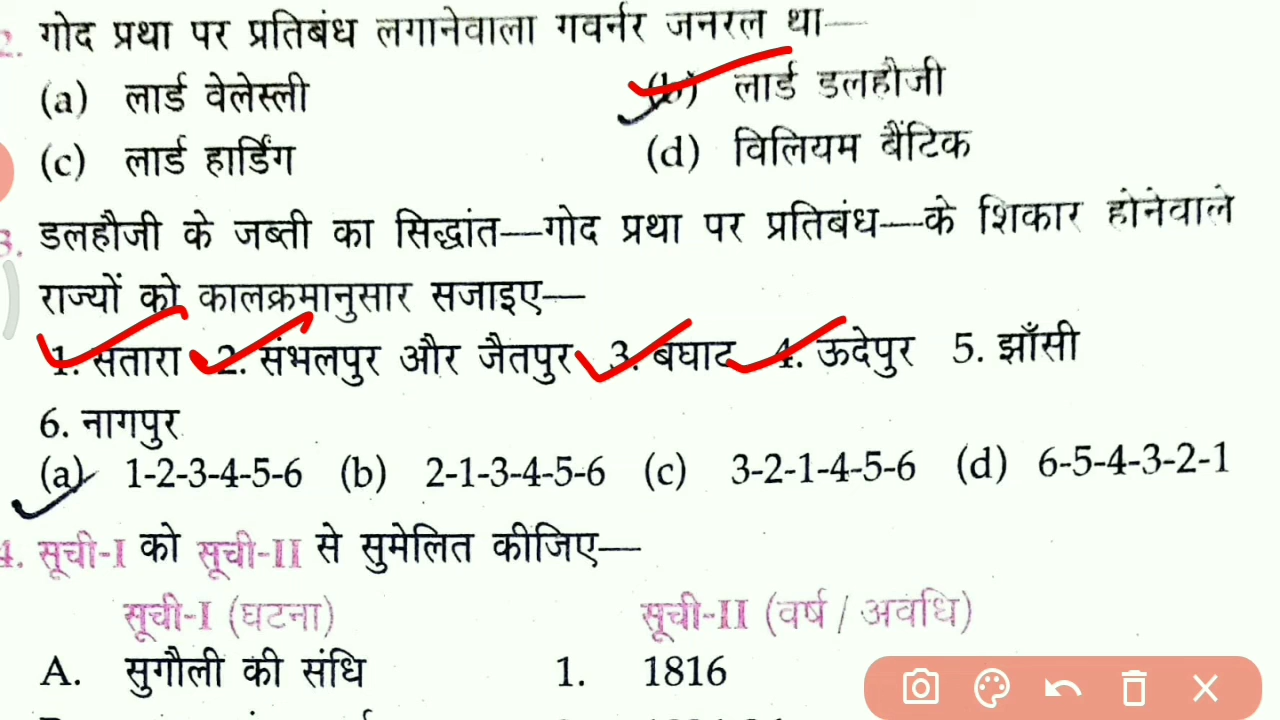 2. गोद प्रथा पर प्रतिबंध लगानेवाला गवर्नर जनरल था—
(a) लार्ड वेलेस्ली (b) लार्ड डलहौजी
(c) लार्ड हार्डिंग (d) विलियम बैंटिक
3. डलहौजी के जब्ती का सिद्धांत—गोद प्रथा पर प्रतिबंध—के शिकार होनेवाले
राज्यों को कालक्रमानुसार सजाइए—
1. सतारा 2. संभलपुर और जैतपुर 3. बघाट 4. ऊदेपुर 5. झाँसी
6. नागपुर
(a) 1-2-3-4-5-6 (b) 2-1-3-4-5-6 (c) 3-2-1-4-5-6 (d) 6-5-4-3-2-1
4. सूची-I को सूची-II से सुमेलित कीजिए—
सूची-I (घटना) सूची-II (वर्ष / अवधि)
A. सुगौली की संधि 1. 1816